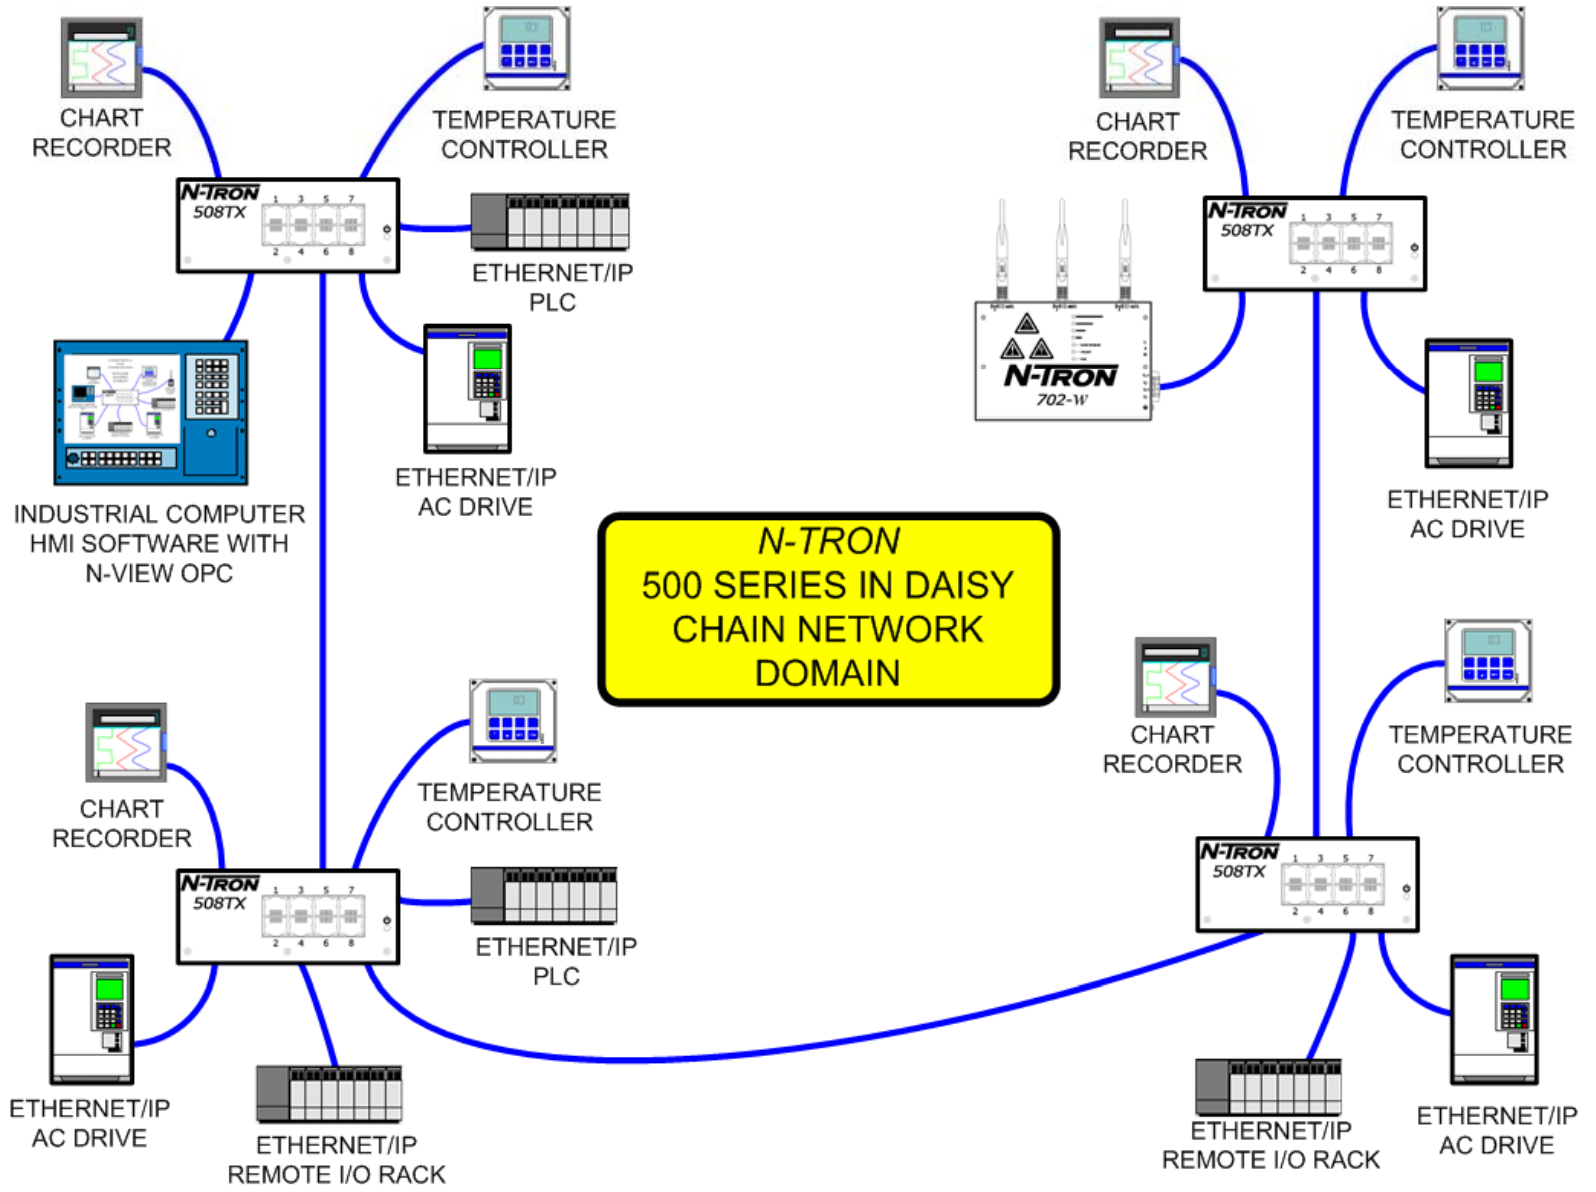 CHART
RECORDER
TEMPERATURE
CONTROLLER
N-TRON
508TX
1 3 5 7
2 4 6 8
ETHERNET/IP
PLC
ETHERNET/IP
AC DRIVE
INDUSTRIAL COMPUTER
HMI SOFTWARE WITH
N-VIEW OPC
CHART
RECORDER
TEMPERATURE
CONTROLLER
N-TRON
508TX
1 3 5 7
2 4 6 8
N-TRON
702-W
ETHERNET/IP
AC DRIVE
N-TRON
500 SERIES IN DAISY
CHAIN NETWORK
DOMAIN
CHART
RECORDER
TEMPERATURE
CONTROLLER
N-TRON
508TX
1 3 5 7
2 4 6 8
ETHERNET/IP
PLC
ETHERNET/IP
AC DRIVE
ETHERNET/IP
REMOTE I/O RACK
CHART
RECORDER
TEMPERATURE
CONTROLLER
N-TRON
508TX
1 3 5 7
2 4 6 8
ETHERNET/IP
REMOTE I/O RACK
ETHERNET/IP
AC DRIVE